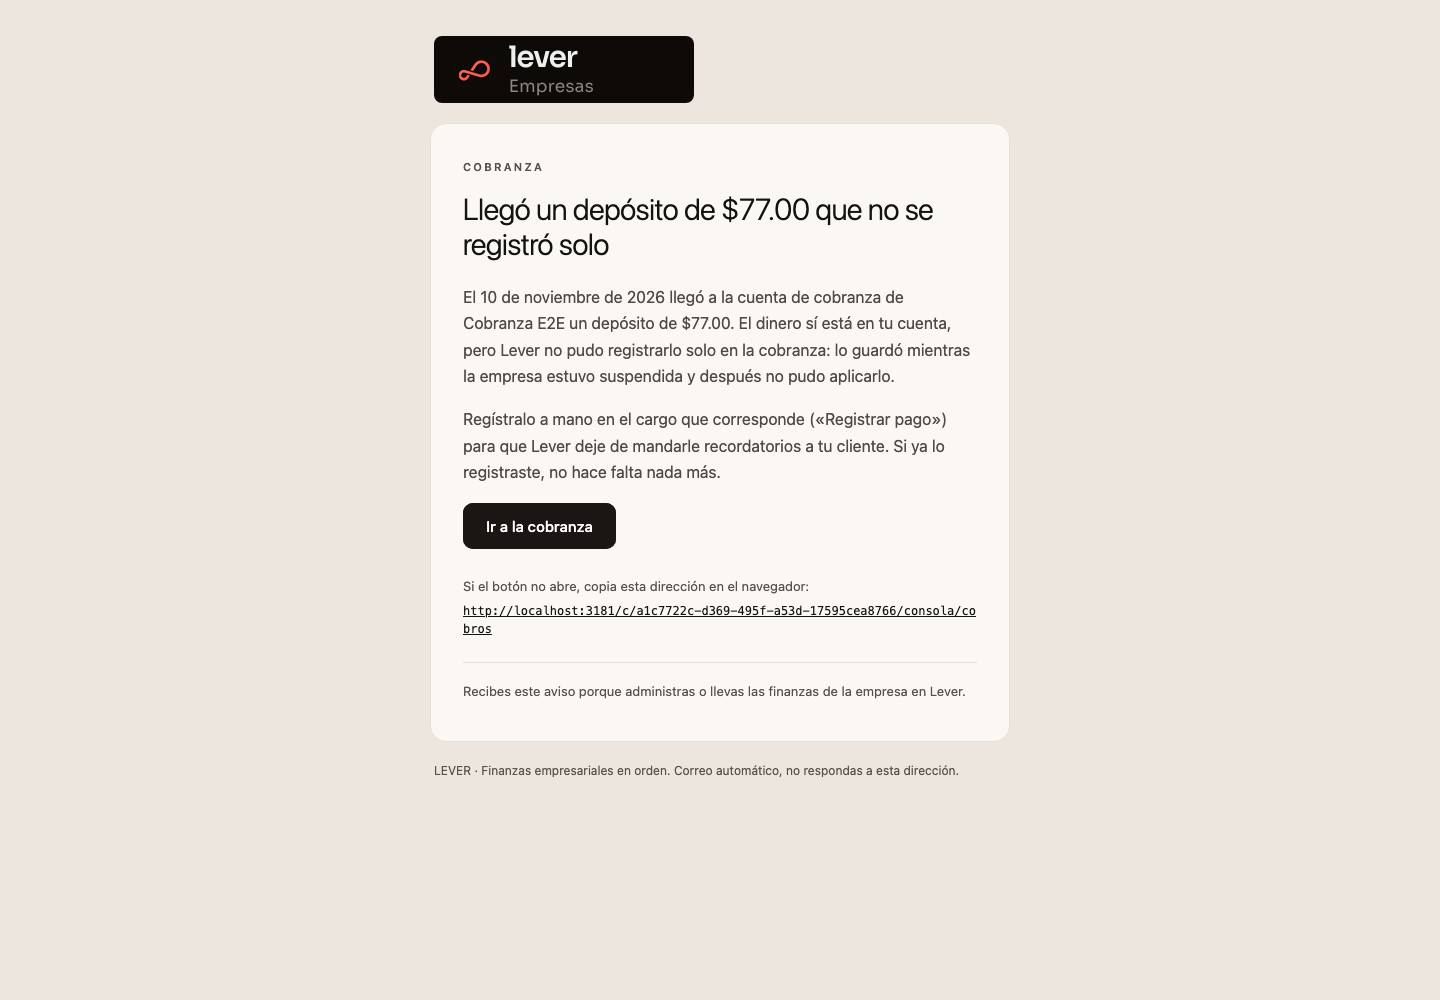 lever
Empresas
COBRANZA
Llegó un depósito de $77.00 que no se
registró solo
El 10 de noviembre de 2026 llegó a la cuenta de cobranza de
Cobranza E2E un depósito de $77.00. El dinero sí está en tu cuenta,
pero Lever no pudo registrarlo solo en la cobranza: lo guardó mientras
la empresa estuvo suspendida y después no pudo aplicarlo.
Regístralo a mano en el cargo que corresponde («Registrar pago»)
para que Lever deje de mandarle recordatorios a tu cliente. Si ya lo
registraste, no hace falta nada más.
Ir a la cobranza
Si el botón no abre, copia esta dirección en el navegador:
http://localhost:3181/c/a1c7722c-d369-495f-a53d-17595cea8766/consola/co
bros
Recibes este aviso porque administras o llevas las finanzas de la empresa en Lever.
LEVER · Finanzas empresariales en orden. Correo automático, no respondas a esta dirección.